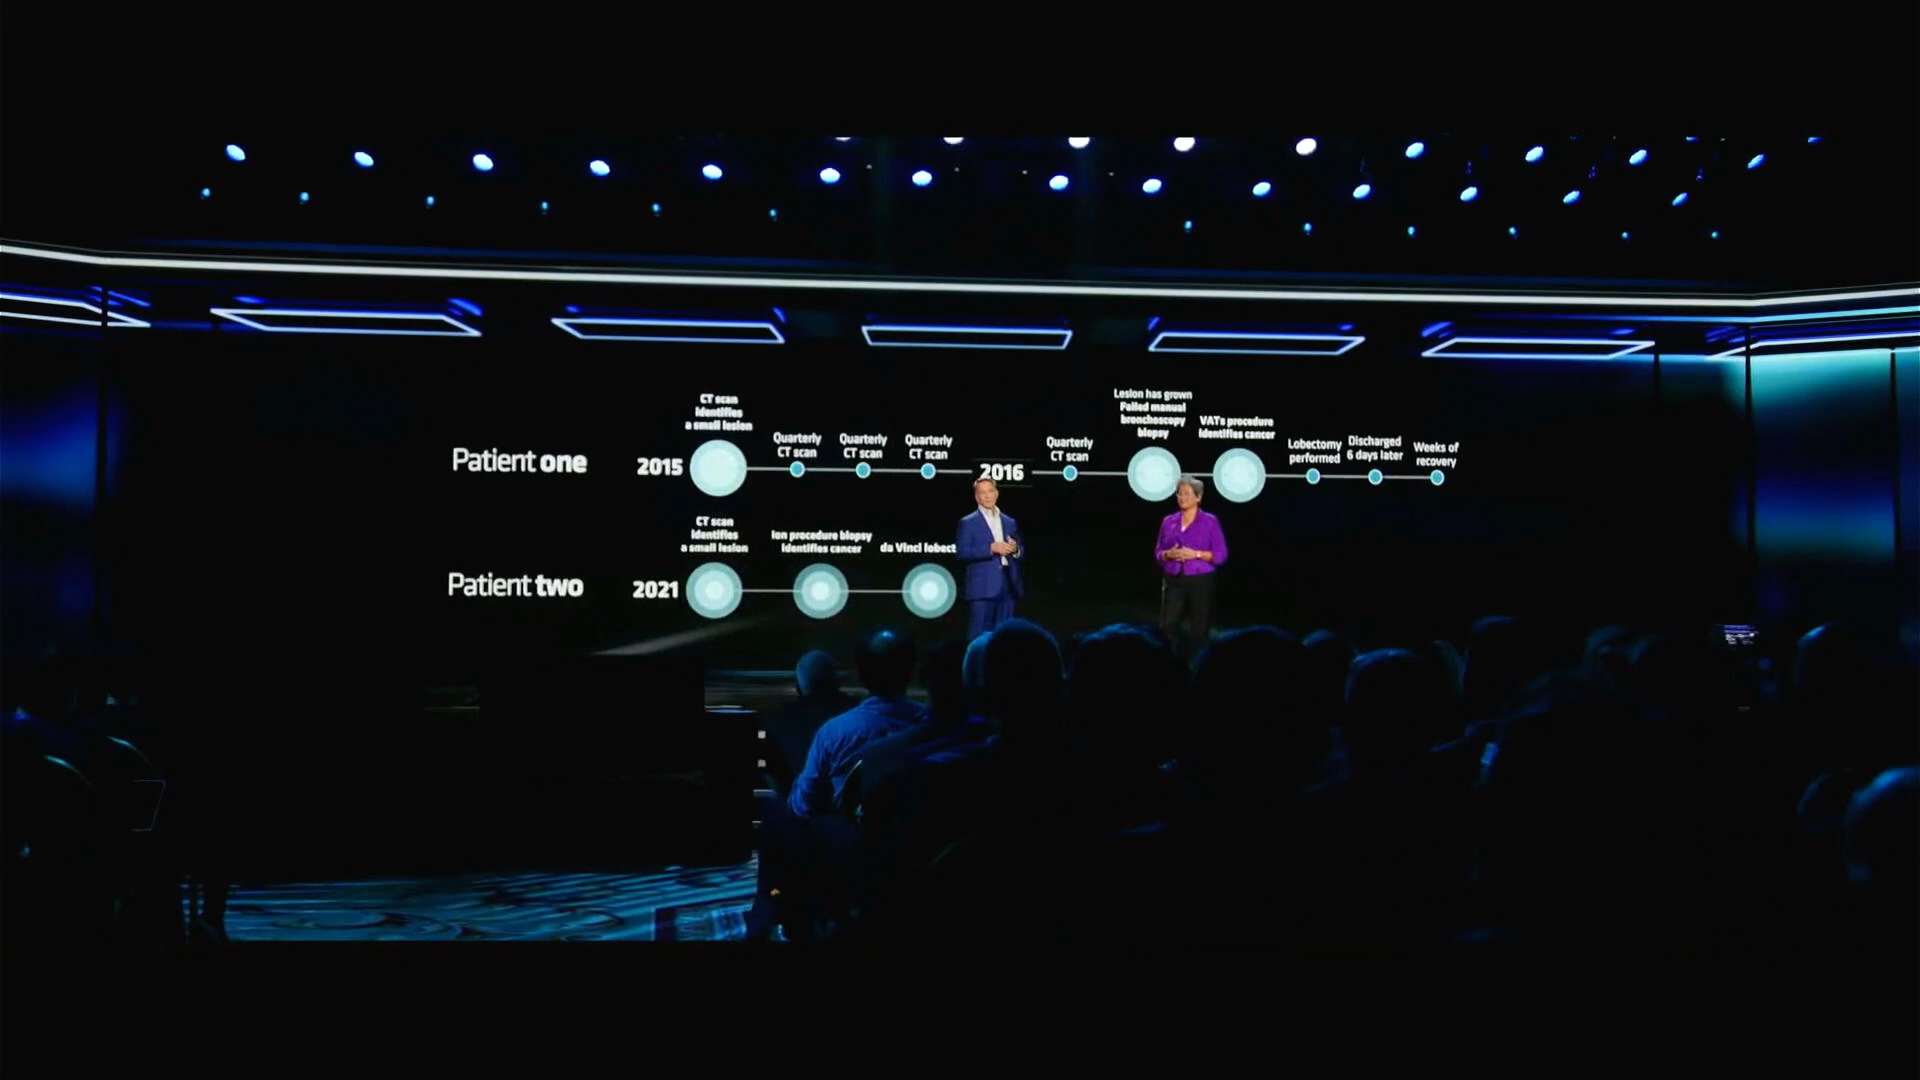 CT scan
identifies
a small lesion
Quarterly
CT scan
Quarterly
CT scan
Quarterly
CT scan
Quarterly
CT scan
Lesion has grown
Failed manual
bronchoscopy
biopsy
VATs procedure
identifies cancer
Lobectomy
performed
Discharged
6 days later
Weeks of
recovery
Patient one
2015
2016
CT scan
identifies
a small lesion
Ion procedure biopsy
identifies cancer
da Vinci lobect
Patient two
2021